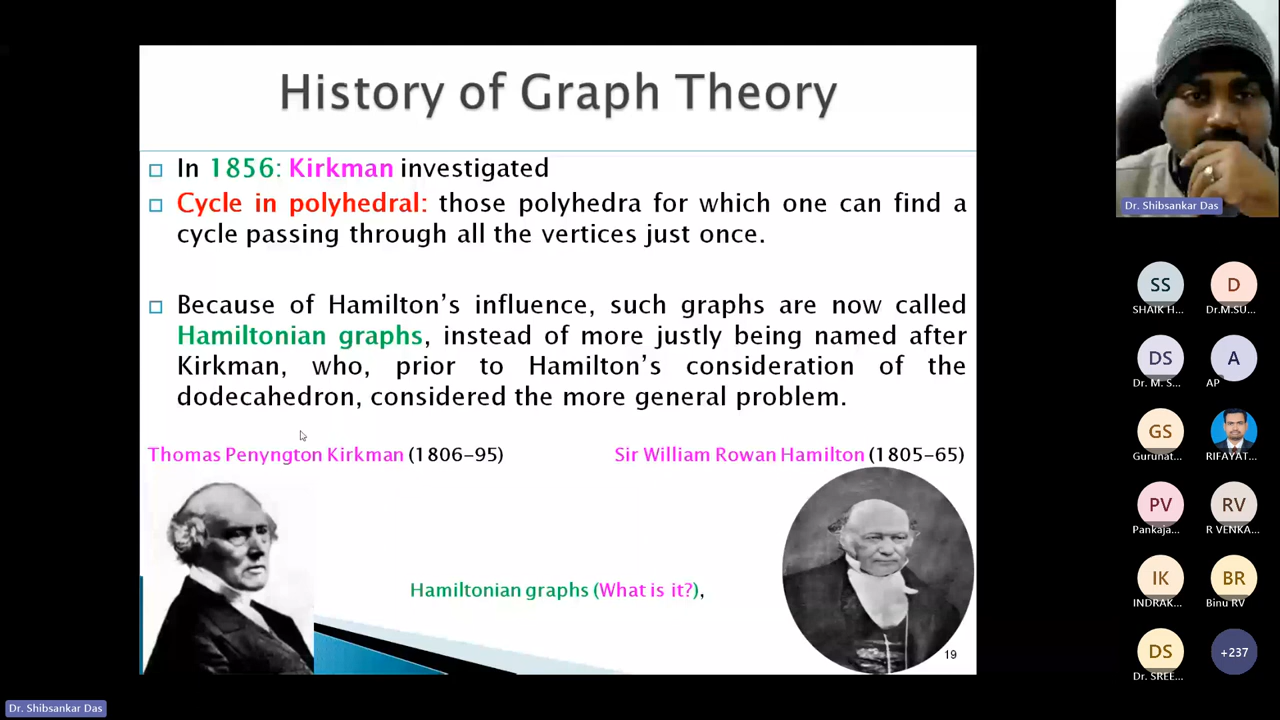 History of Graph Theory
In 1856: Kirkman investigated
Cycle in polyhedral: those polyhedra for which one can find a
cycle passing through all the vertices just once.
Because of Hamilton's influence, such graphs are now called
Hamiltonian graphs, instead of more justly being named after
Kirkman, who, prior to Hamilton's consideration of the
dodecahedron, considered the more general problem.
Thomas Penyngton Kirkman (1806-95)
Sir William Rowan Hamilton (1805-65)
Hamiltonian graphs (What is it?),
19
Dr. Shibsankar Das
SS
D
SHAIK H...
Dr.M.SU...
DS
A
Dr. M. S...
AP
GS
Gurunat...
RIFAYAT...
PV
RV
Pankaja...
R VENKA...
IK
BR
INDRAK...
Binu RV
DS
+237
Dr. SREE...
Dr. Shibsankar Das